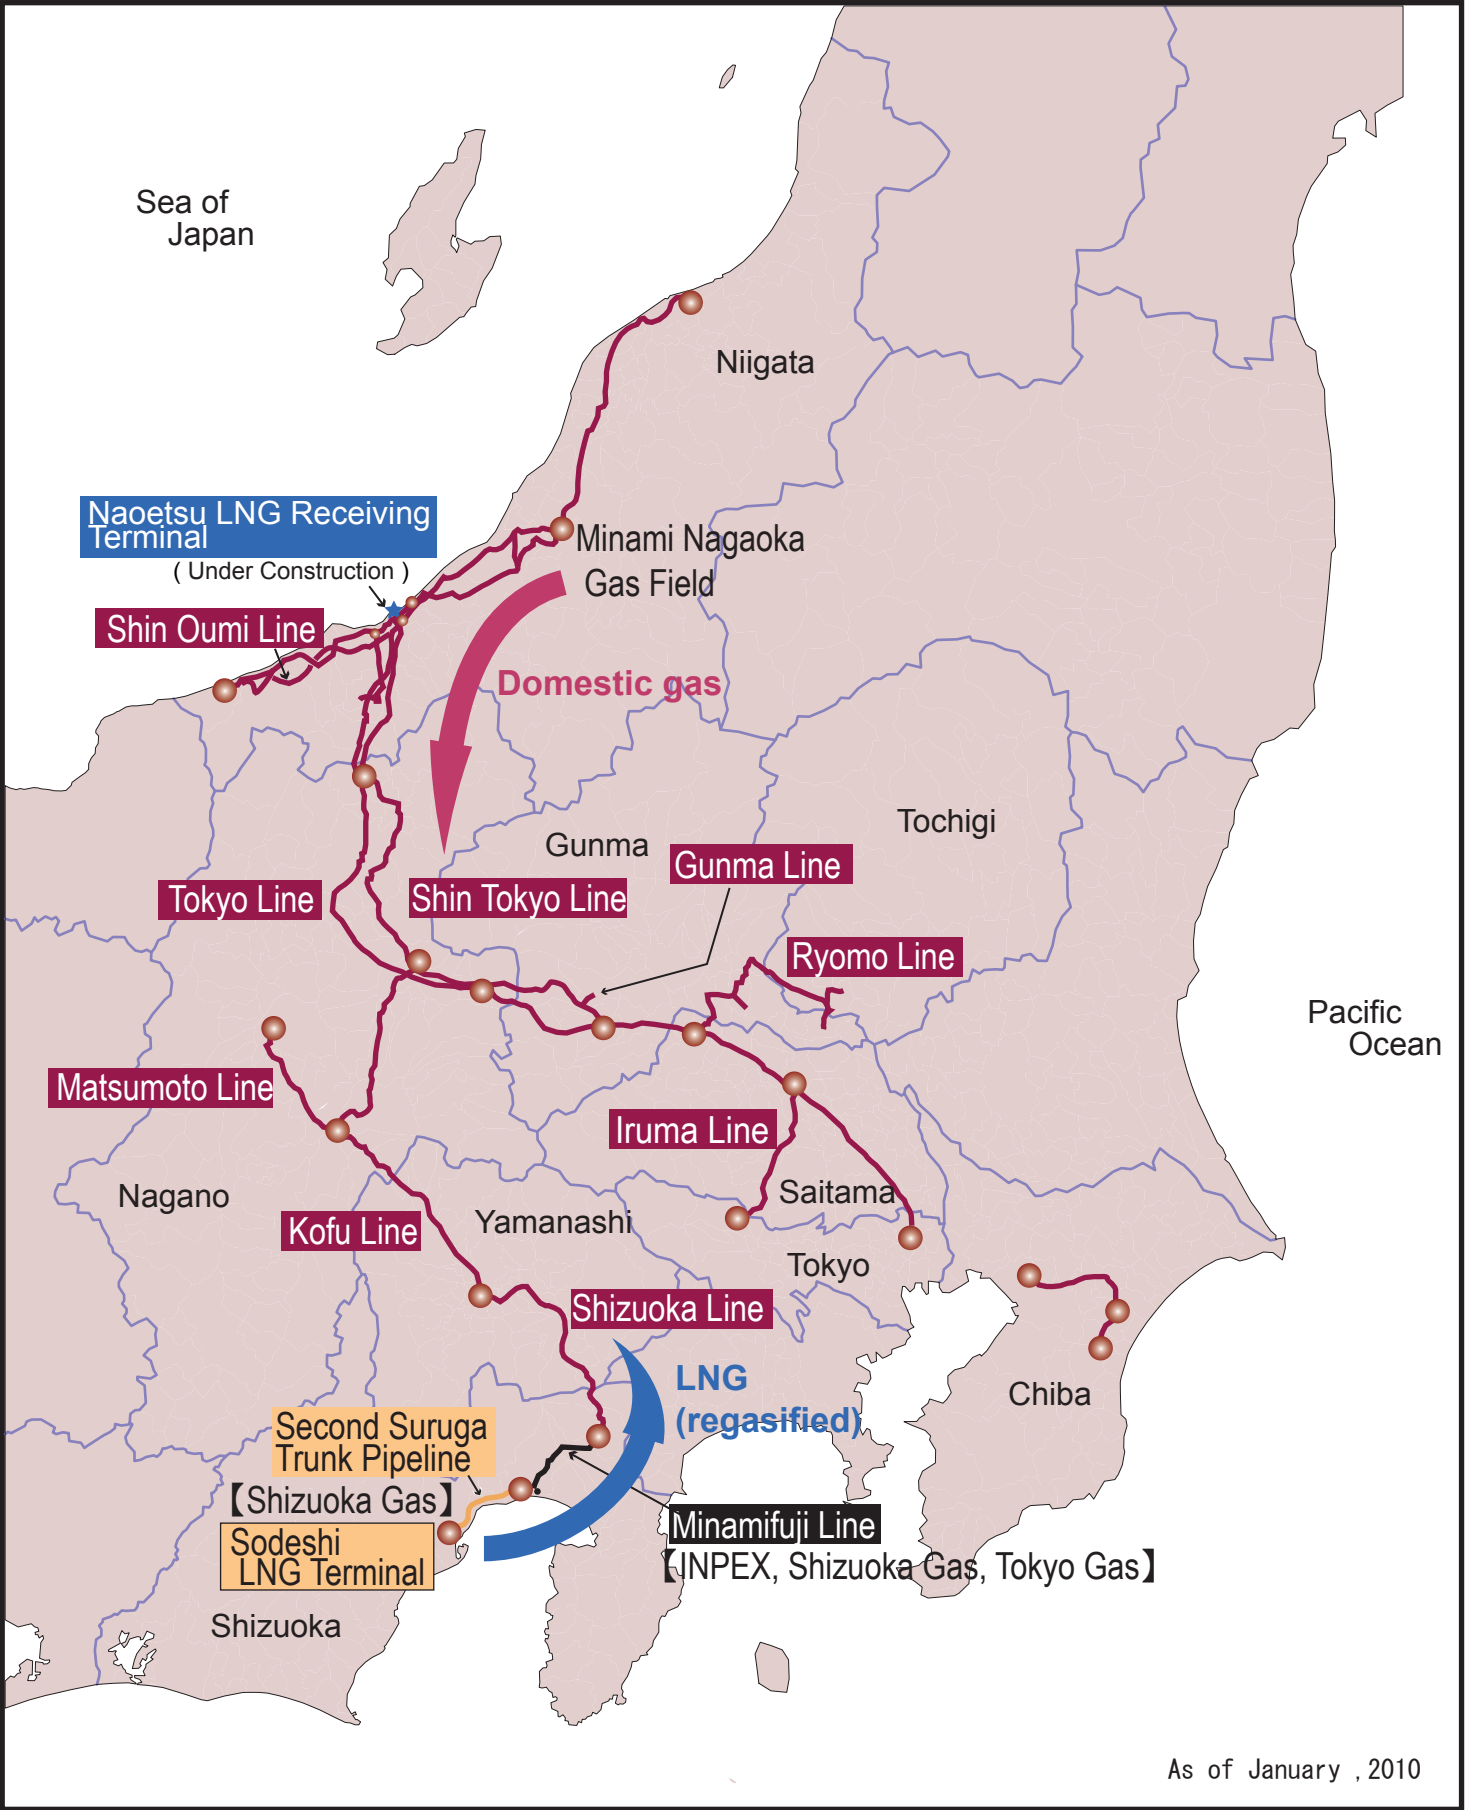 Sea of
Japan
Niigata
Naoetsu LNG Receiving
Terminal
( Under Construction )
Minami Nagaoka
Gas Field
Shin Oumi Line
Domestic gas
Tochigi
Gunma
Gunma Line
Tokyo Line
Shin Tokyo Line
Ryomo Line
Pacific
Ocean
Matsumoto Line
Iruma Line
Nagano
Saitama
Kofu Line
Yamanashi
Tokyo
Shizuoka Line
LNG
(regasified)
Chiba
Second Suruga
Trunk Pipeline
【Shizuoka Gas】
Minamifuji Line
【INPEX, Shizuoka Gas, Tokyo Gas】
Sodeshi
LNG Terminal
Shizuoka
As of January ,2010